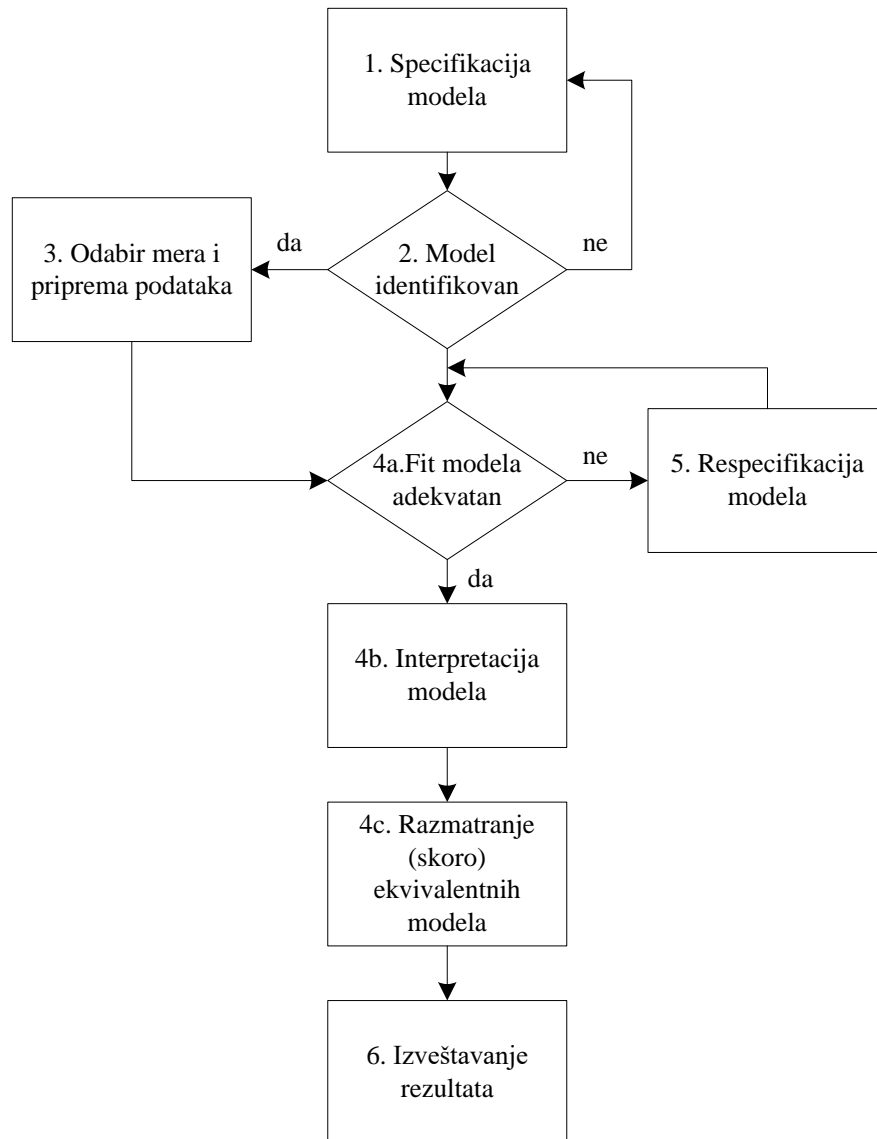 1. Specifikacija
modela
3. Odabir mera i
priprema podataka
da
2. Model
identifikovan
ne
4a.Fit modela
adekvatan
ne
5. Respecifikacija
modela
da
4b. Interpretacija
modela
4c. Razmatranje
(skoro)
ekvivalentnih
modela
6. Izveštavanje
rezultata